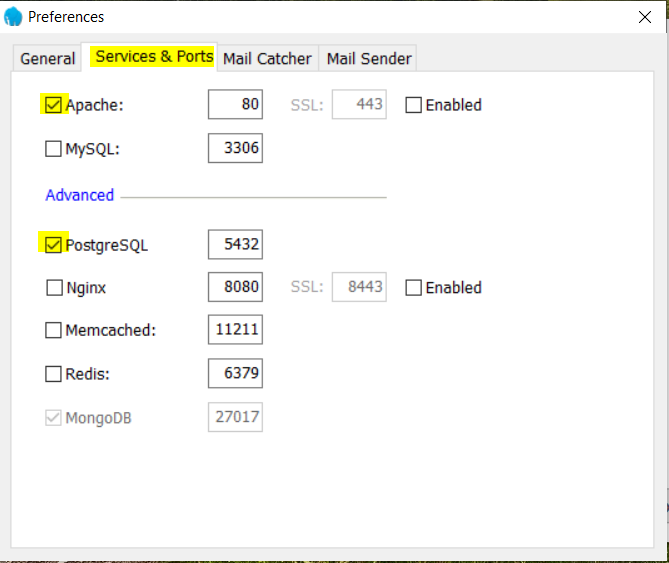 Preferences
General Services & Ports Mail Catcher Mail Sender
Apache: 80 SSL: 443 Enabled
MySQL: 3306
Advanced
PostgreSQL 5432
Nginx 8080 SSL: 8443 Enabled
Memcached: 11211
Redis: 6379
MongoDB 27017